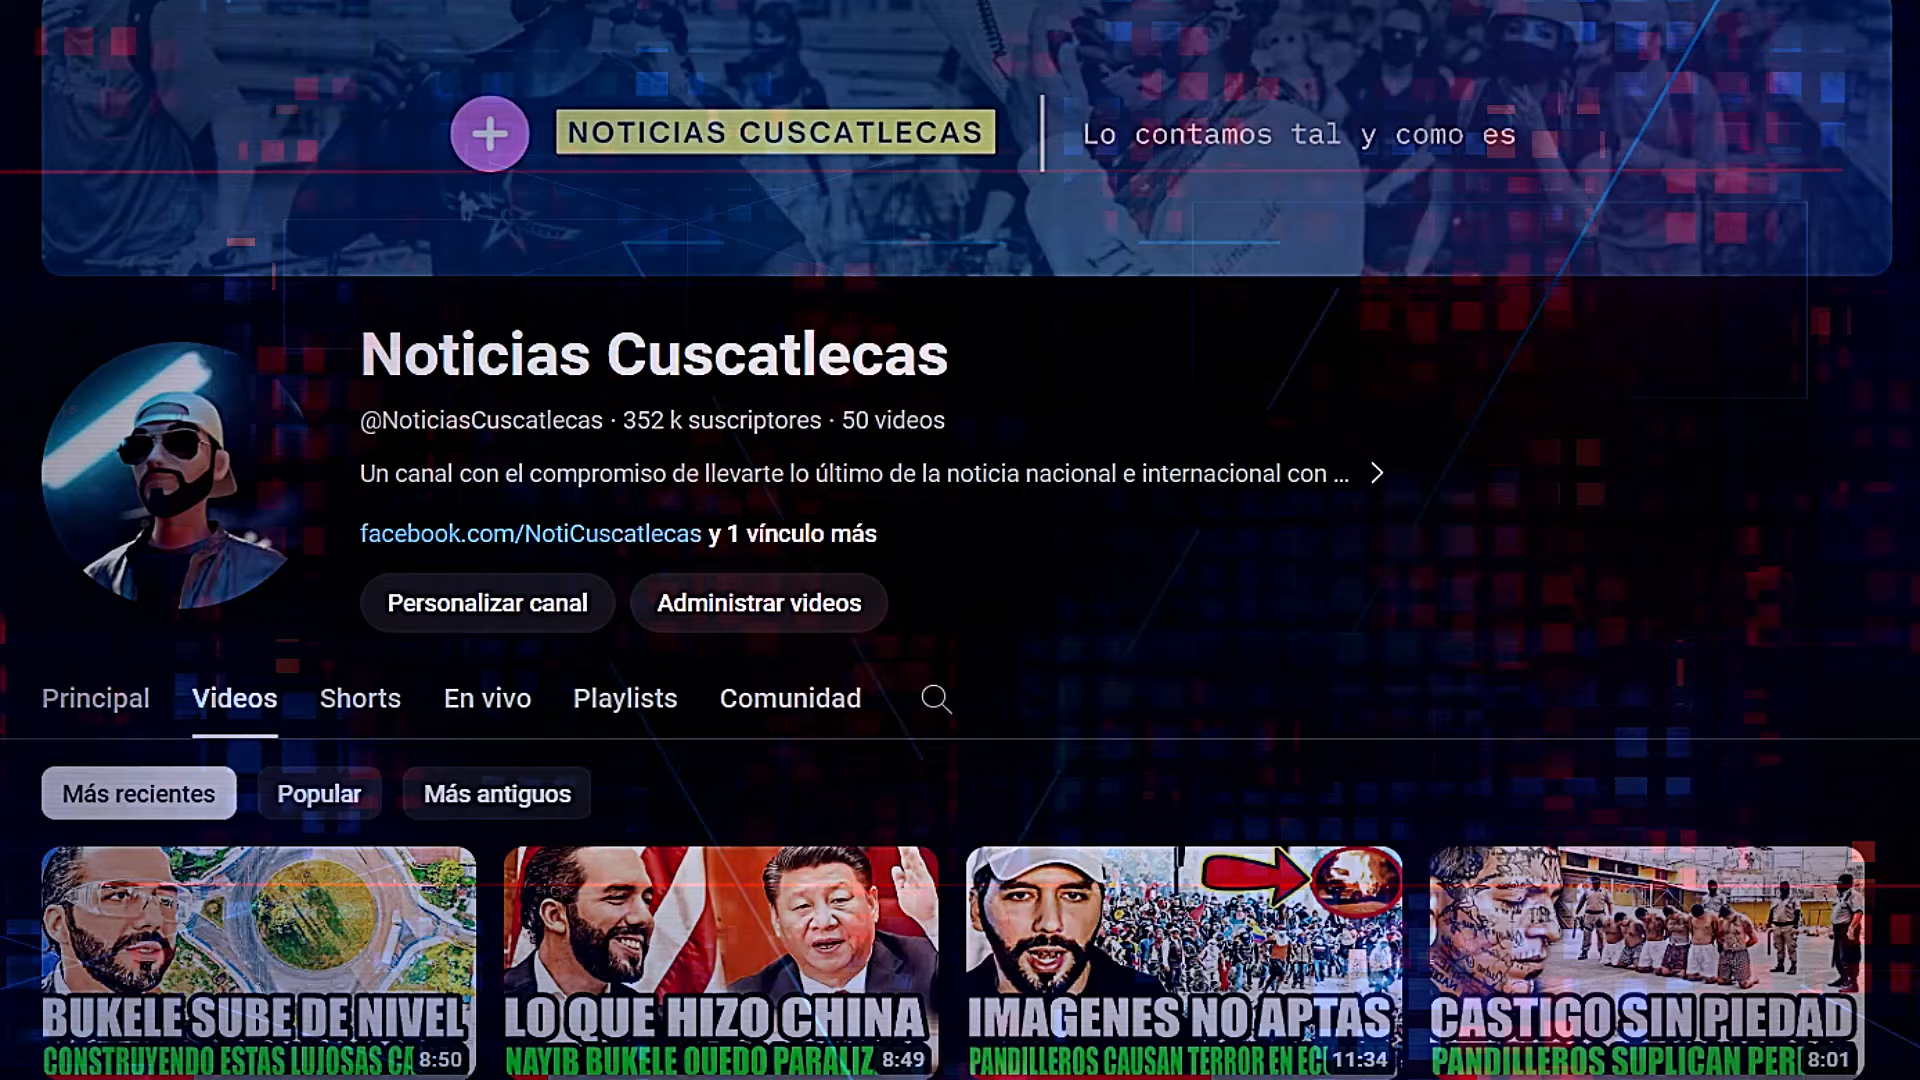 NOTICIAS CUSCATLECAS
Lo contamos tal y como es
Noticias Cuscatlecas
@NoticiasCuscatlecas · 352 k suscriptores · 50 videos
Un canal con el compromiso de llevarte lo último de la noticia nacional e internacional con ...
facebook.com/NotiCuscatlecas y 1 vínculo más
Personalizar canal
Administrar videos
Principal
Videos
Shorts
En vivo
Playlists
Comunidad
Más recientes
Popular
Más antiguos
BUKELE SUBE DE NIVEL
CONSTRUYENDO ESTAS LUJOSAS CA
8:50
LO QUE HIZO CHINA
NAYIB BUKELE QUEDO PARALIZ
8:49
IMAGENES NO APTAS
PANDILLEROS CAUSAN TERROR EN EC
11:34
CASTIGO SIN PIEDAD
PANDILLEROS SUPLICAN PER
8:01